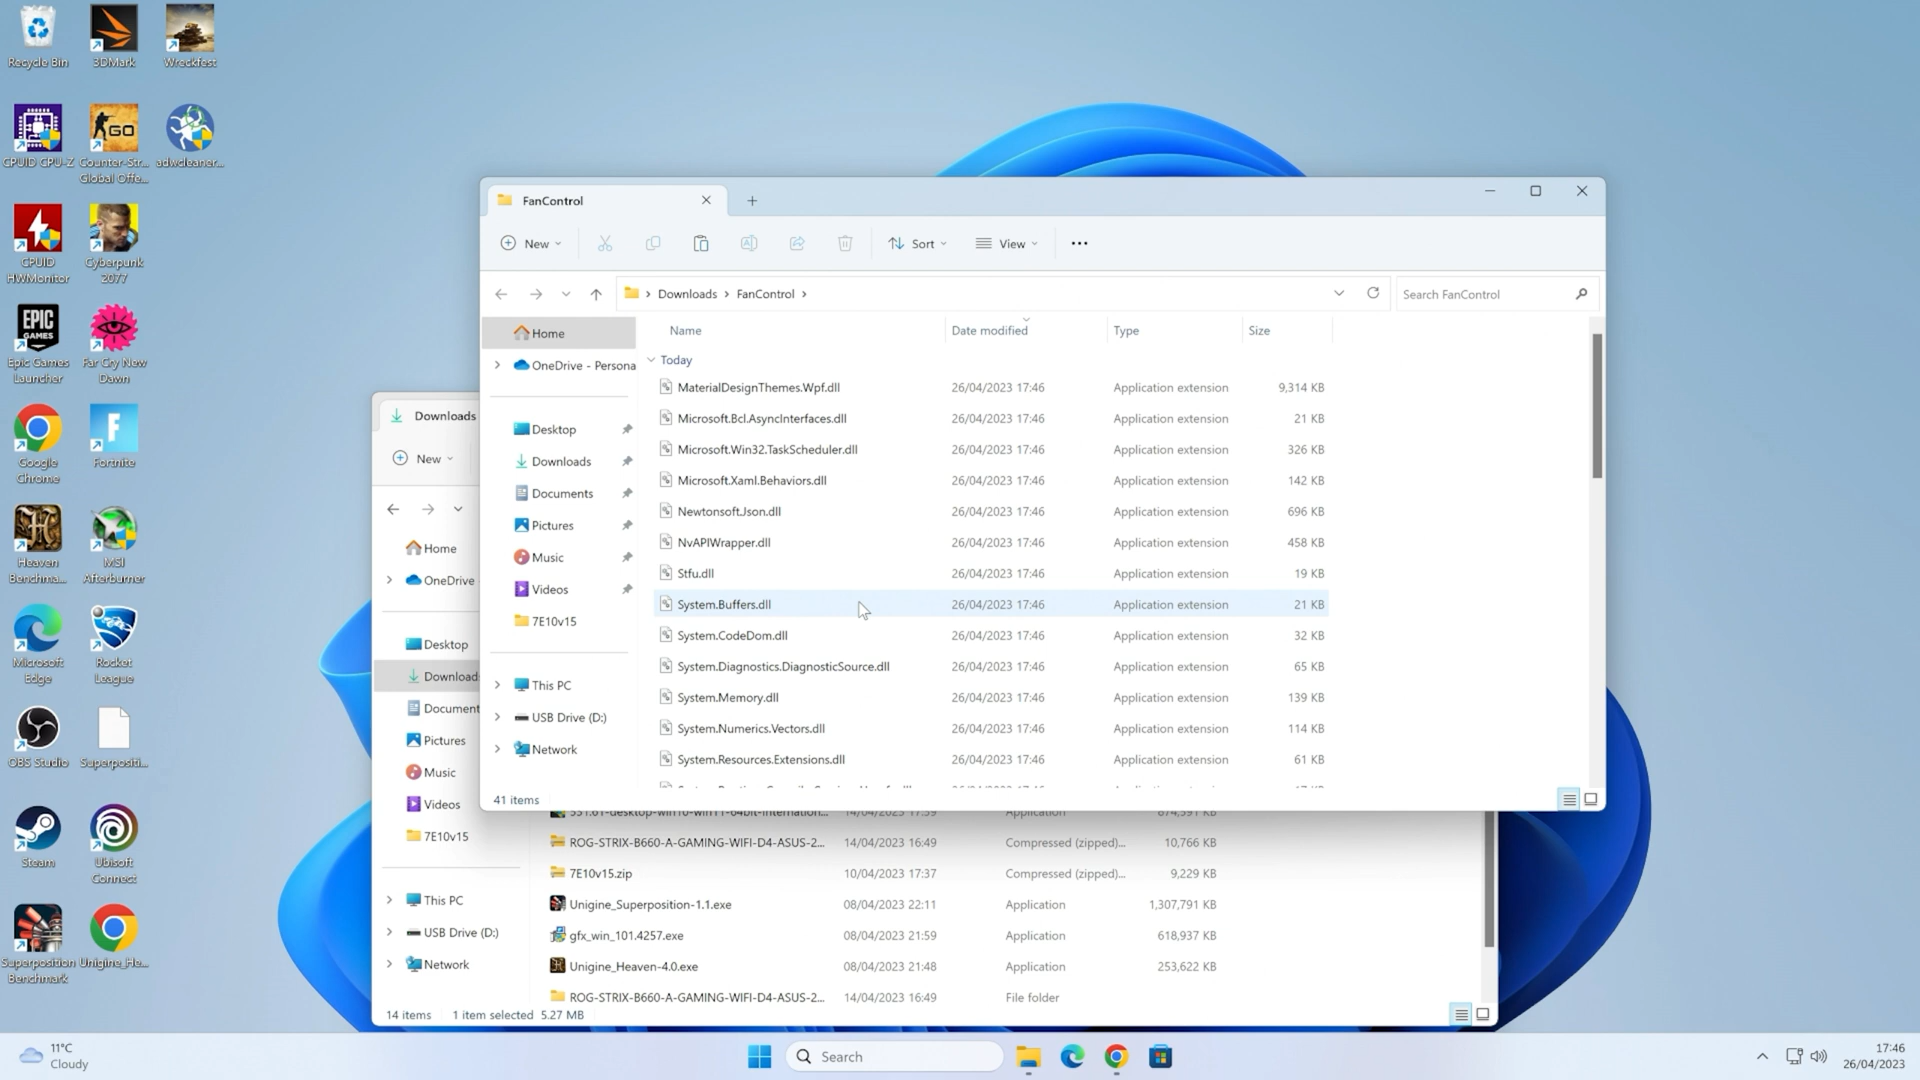 Recycle Bin
3DMark
Wreckfest
CPUID CPU-Z
Counter-Str...
Global Offe...
adwcleaner...
CPUID
HWMonitor
Cyberpunk
2077
Epic Games
Launcher
Far Cry New
Dawn
Google
Chrome
Fortnite
Heaven
Benchma...
MSI
Afterburner
Microsoft
Edge
Rocket
League
OBS Studio
Superpositi...
Steam
Ubisoft
Connect
Superposition
Benchmark
Unigine_He...
FanControl
New
Sort
View
Downloads
FanControl
Search FanControl
Home
OneDrive - Persona
Desktop
Downloads
Documents
Pictures
Music
Videos
7E10v15
This PC
USB Drive (D:)
Network
Name Date modified Type Size
Today
MaterialDesignThemes.Wpf.dll 26/04/2023 17:46 Application extension 9,314 KB
Microsoft.Bcl.AsyncInterfaces.dll 26/04/2023 17:46 Application extension 21 KB
Microsoft.Win32.TaskScheduler.dll 26/04/2023 17:46 Application extension 326 KB
Microsoft.Xaml.Behaviors.dll 26/04/2023 17:46 Application extension 142 KB
Newtonsoft.Json.dll 26/04/2023 17:46 Application extension 696 KB
NvAPIWrapper.dll 26/04/2023 17:46 Application extension 458 KB
Stfu.dll 26/04/2023 17:46 Application extension 19 KB
System.Buffers.dll 26/04/2023 17:46 Application extension 21 KB
System.CodeDom.dll 26/04/2023 17:46 Application extension 32 KB
System.Diagnostics.DiagnosticSource.dll 26/04/2023 17:46 Application extension 65 KB
System.Memory.dll 26/04/2023 17:46 Application extension 139 KB
System.Numerics.Vectors.dll 26/04/2023 17:46 Application extension 114 KB
System.Resources.Extensions.dll 26/04/2023 17:46 Application extension 61 KB
41 items
Downloads
New
Home
OneDrive
Desktop
Download
Document
Pictures
Music
Videos
7E10v15
This PC
USB Drive (D:)
Network
ROG-STRIX-B660-A-GAMING-WIFI-D4-ASUS-2... 14/04/2023 16:49 Compressed (zipped)... 10,766 KB
7E10v15.zip 10/04/2023 17:37 Compressed (zipped)... 9,229 KB
Unigine_Superposition-1.1.exe 08/04/2023 22:11 Application 1,307,791 KB
gfx_win_101.4257.exe 08/04/2023 21:59 Application 618,937 KB
Unigine_Heaven-4.0.exe 08/04/2023 21:48 Application 253,622 KB
ROG-STRIX-B660-A-GAMING-WIFI-D4-ASUS-2... 14/04/2023 16:49 File folder
14 items 1 item selected 5.27 MB
11°C
Cloudy
Search
17:46
26/04/2023